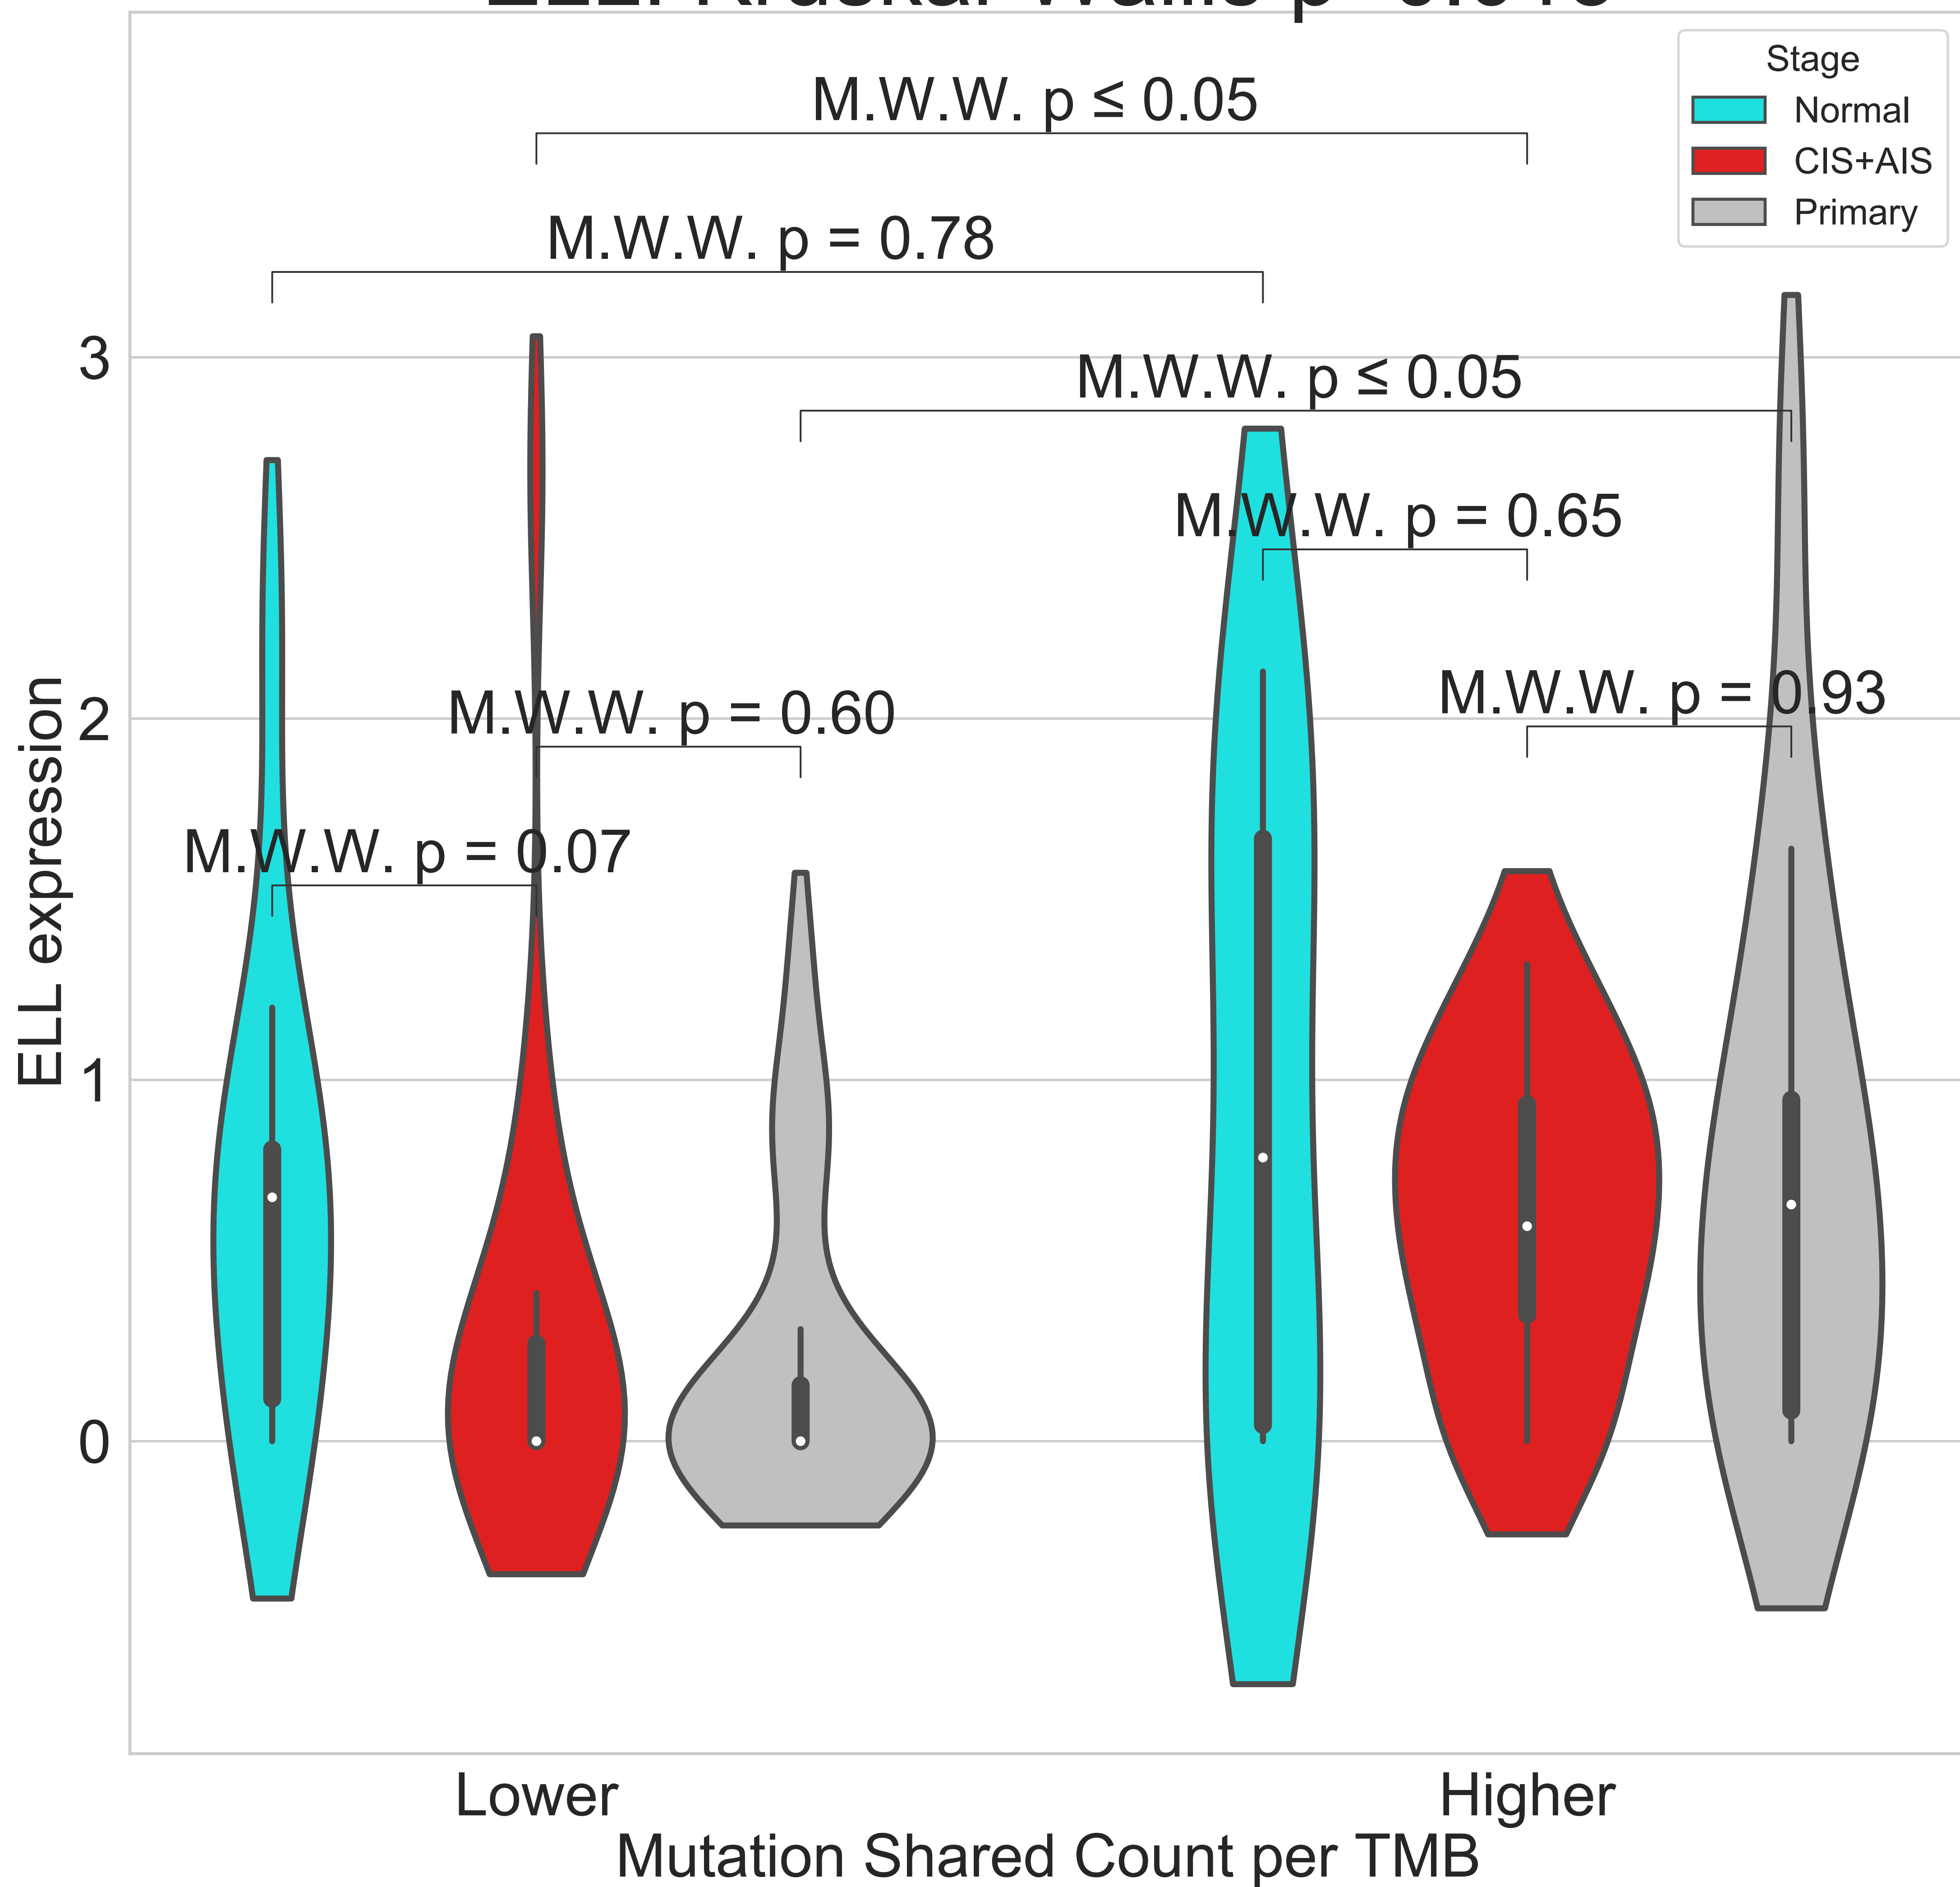 Stage
Normal
CIS+AIS
Primary
M.W.W. p ≤ 0.05
M.W.W. p = 0.78
M.W.W. p ≤ 0.05
M.W.W. p = 0.65
M.W.W. p = 0.60
M.W.W. p = 0.93
M.W.W. p = 0.07
3
2
1
0
ELL expression
Lower
Higher
Mutation Shared Count per TMB